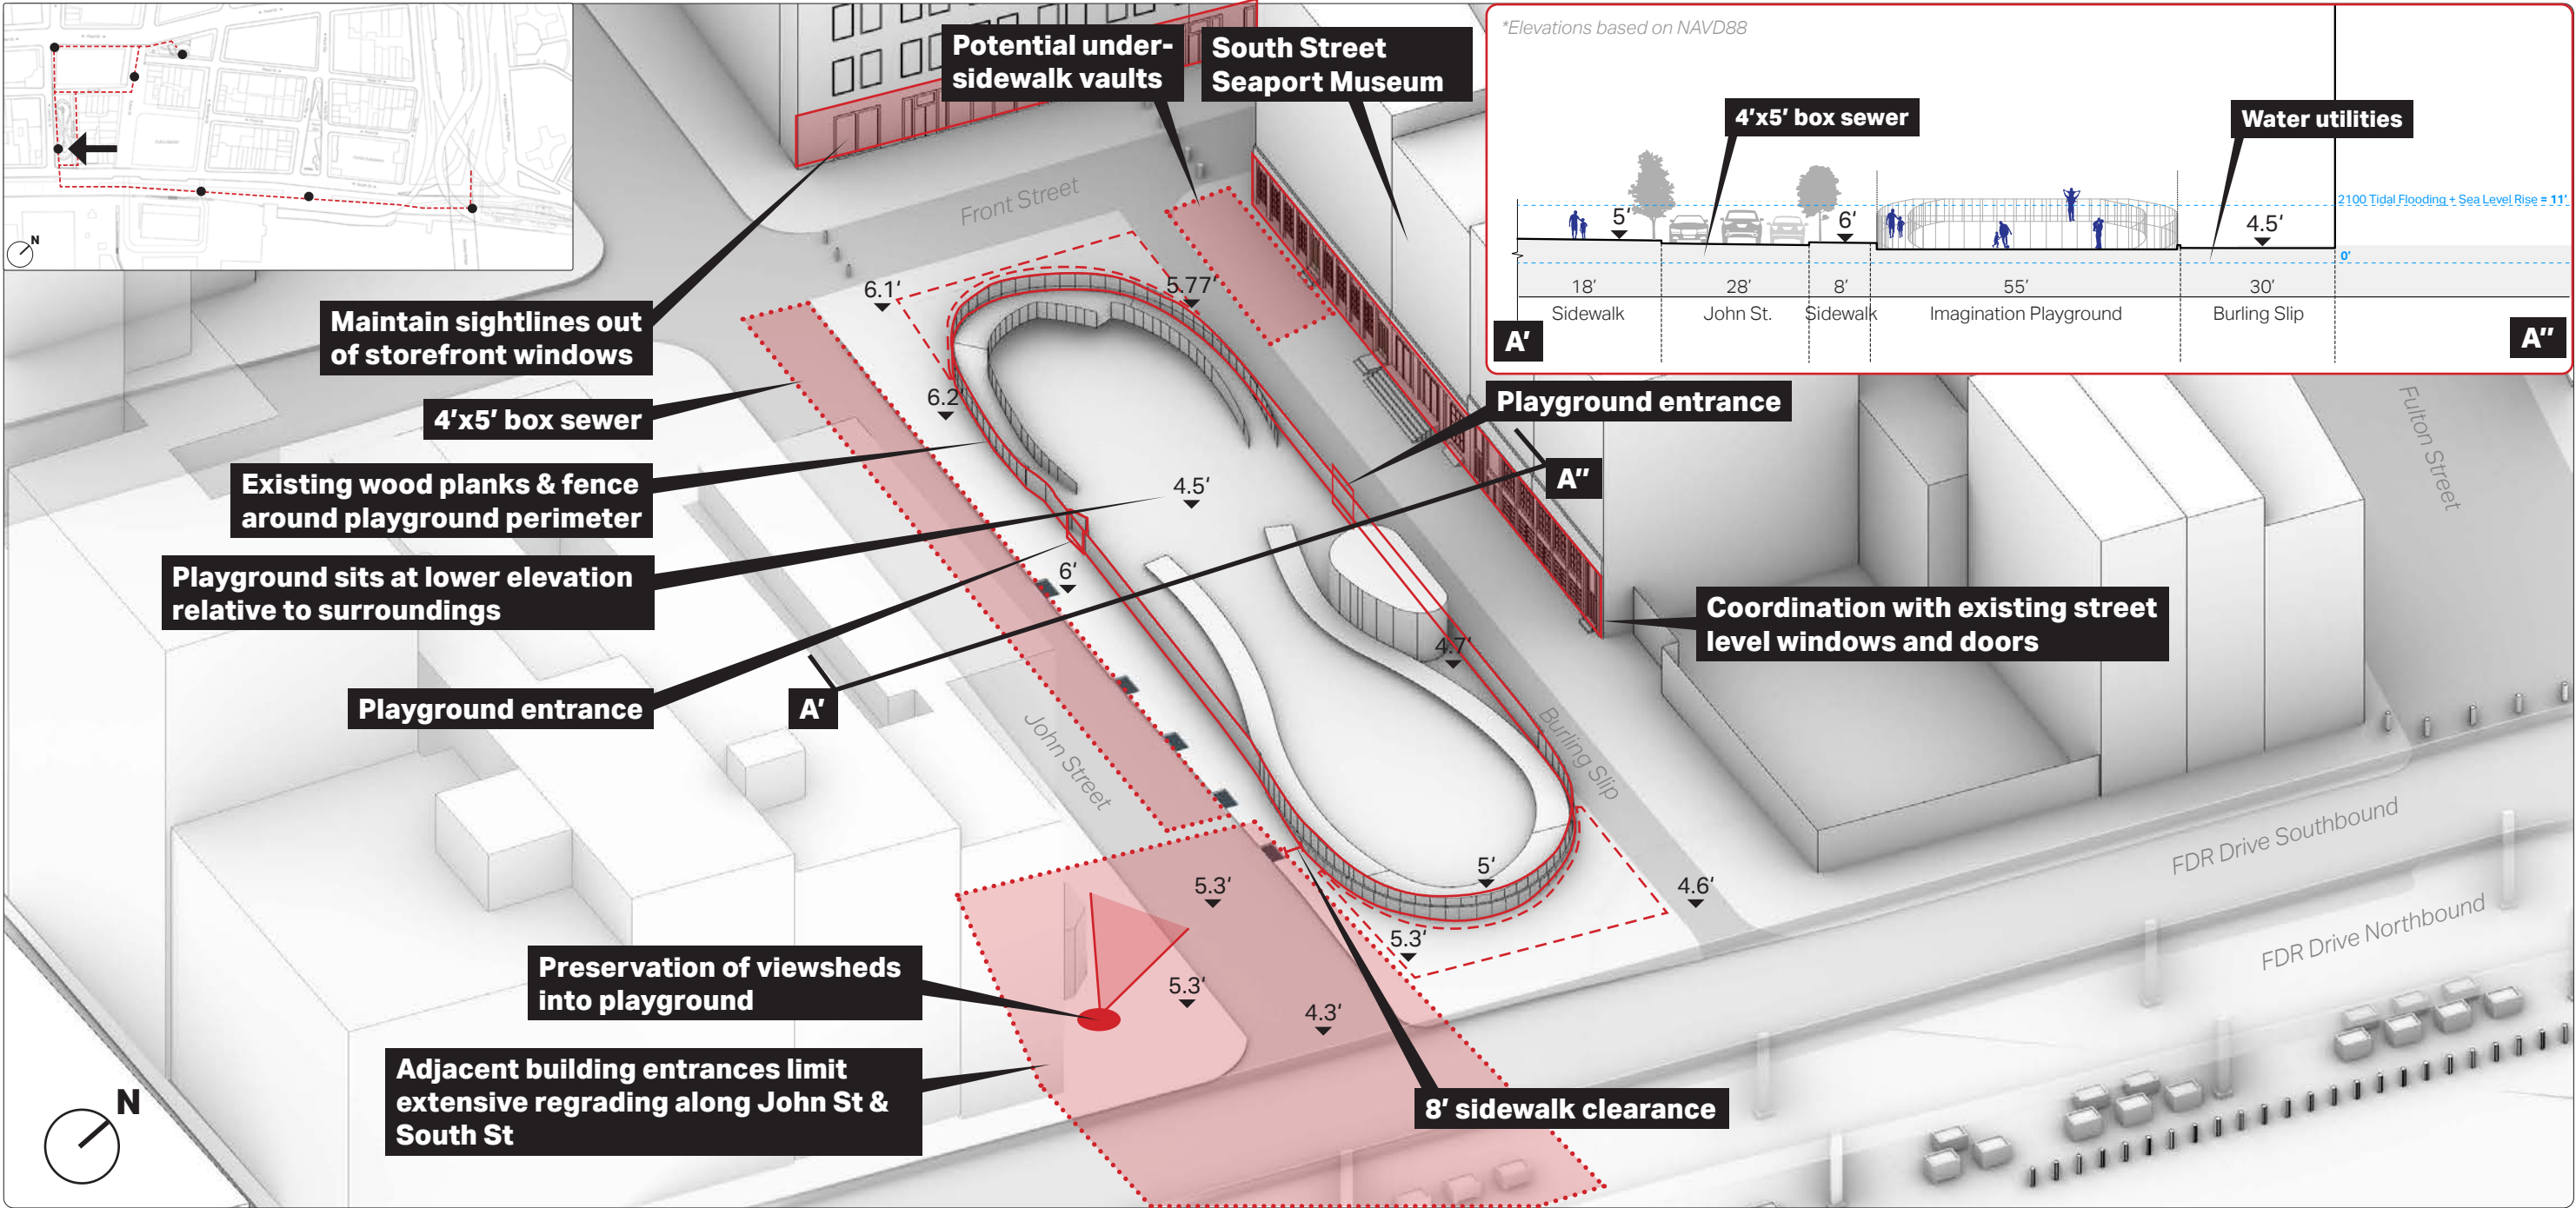 N
Potential under-
sidewalk vaults
South Street
Seaport Museum
*Elevations based on NAVD88
4'x5' box sewer
Water utilities
2100 Tidal Flooding + Sea Level Rise = 11'
5'
6'
4.5'
0'
18'
28'
8'
55'
30'
Sidewalk
John St.
Sidewalk
Imagination Playground
Burling Slip
A'
A"
Front Street
6.1'
5.77'
Maintain sightlines out
of storefront windows
6.2'
4'x5' box sewer
Playground entrance
Fulton Street
Existing wood planks & fence
around playground perimeter
A"
4.5'
Playground sits at lower elevation
relative to surroundings
6'
Coordination with existing street
level windows and doors
4.7'
Playground entrance
A'
John Street
Burling Slip
FDR Drive Southbound
5.3'
5'
4.6'
FDR Drive Northbound
5.3'
Preservation of viewsheds
into playground
5.3'
4.3'
Adjacent building entrances limit
extensive regrading along John St &
South St
8' sidewalk clearance
N